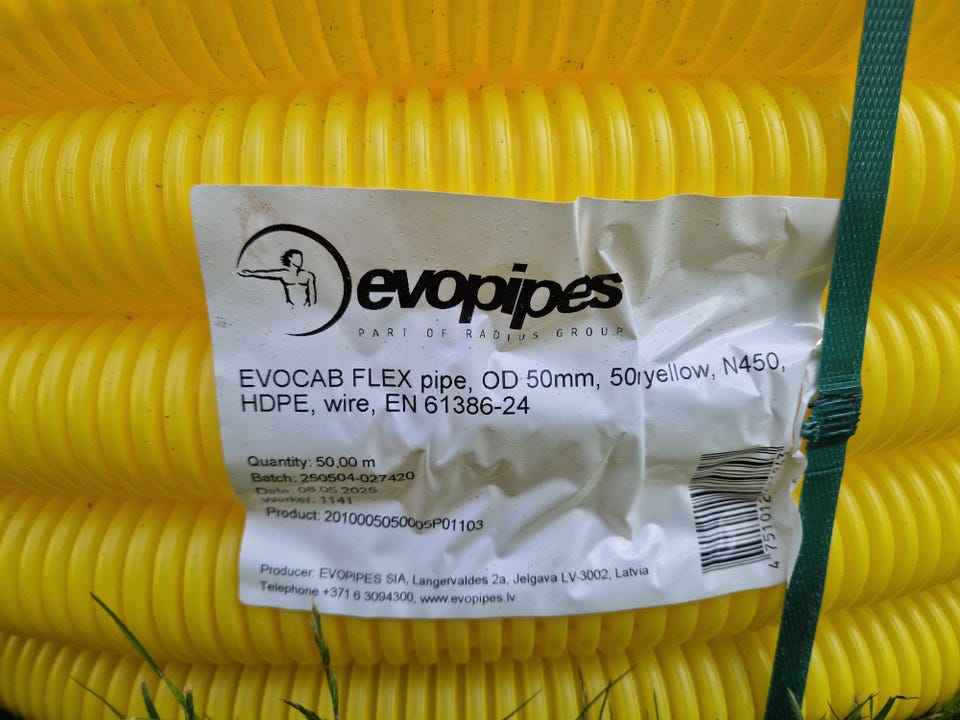 evopipes
PART OF RADIUS GROUP
EVOCAB FLEX pipe, OD 50mm, yellow, N450,
HDPE, wire, EN 61386-24
Quantity: 50,00 m
Batch: 250504-027420
Date: 08.05.2025
Worker: 1141
Product: 2010005050005P01103
Producer: EVOPIPES SIA, Langervaldes 2a, Jelgava LV-3002, Latvia
Telephone +371 6 3094300, www.evopipes.lv